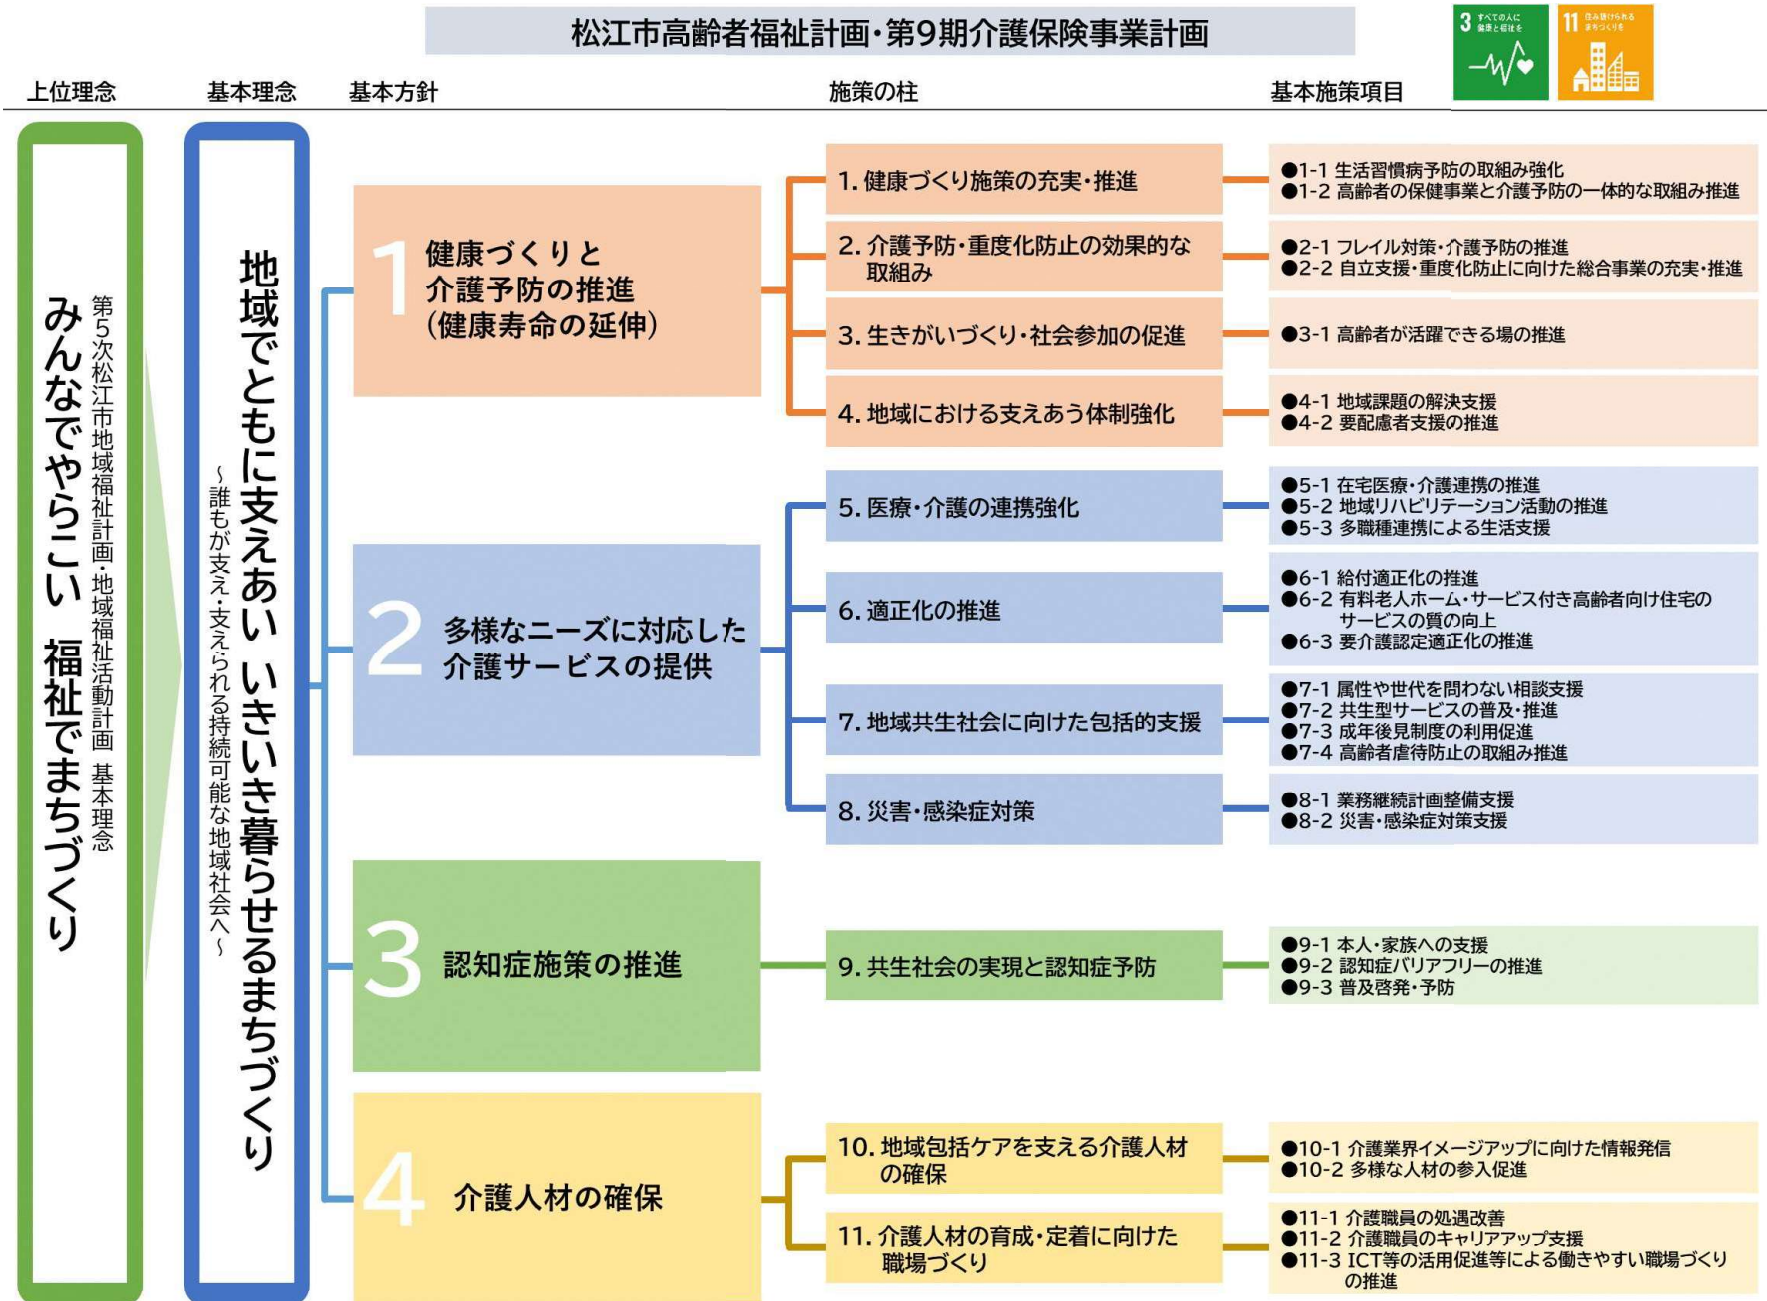 松江市高齢者福祉計画・第9期介護保険事業計画
3 すべての人に
健康と福祉を
11 住み続けられる
まちづくりを
上位理念
基本理念
基本方針
施策の柱
基本施策項目
第5次松江市地域福祉計画・地域福祉活動計画 基本理念
みんなでやらこい 福祉でまちづくり
地域でともに支えあい いきいき暮らせるまちづくり
～誰もが支え・支えられる持続可能な地域社会へ～
1 健康づくりと
介護予防の推進
(健康寿命の延伸)
1. 健康づくり施策の充実・推進
●1-1 生活習慣病予防の取組み強化
●1-2 高齢者の保健事業と介護予防の一体的な取組み推進
2. 介護予防・重度化防止の効果的な
取組み
●2-1 フレイル対策・介護予防の推進
●2-2 自立支援・重度化防止に向けた総合事業の充実・推進
3. 生きがいづくり・社会参加の促進
●3-1 高齢者が活躍できる場の推進
4. 地域における支えあう体制強化
●4-1 地域課題の解決支援
●4-2 要配慮者支援の推進
2 多様なニーズに対応した
介護サービスの提供
5. 医療・介護の連携強化
●5-1 在宅医療・介護連携の推進
●5-2 地域リハビリテーション活動の推進
●5-3 多職種連携による生活支援
6. 適正化の推進
●6-1 給付適正化の推進
●6-2 有料老人ホーム・サービス付き高齢者向け住宅の
サービスの質の向上
●6-3 要介護認定適正化の推進
7. 地域共生社会に向けた包括的支援
●7-1 属性や世代を問わない相談支援
●7-2 共生型サービスの普及・推進
●7-3 成年後見制度の利用促進
●7-4 高齢者虐待防止の取組み推進
8. 災害・感染症対策
●8-1 業務継続計画整備支援
●8-2 災害・感染症対策支援
3 認知症施策の推進
9. 共生社会の実現と認知症予防
●9-1 本人・家族への支援
●9-2 認知症バリアフリーの推進
●9-3 普及啓発・予防
4 介護人材の確保
10. 地域包括ケアを支える介護人材
の確保
●10-1 介護業界イメージアップに向けた情報発信
●10-2 多様な人材の参入促進
11. 介護人材の育成・定着に向けた
職場づくり
●11-1 介護職員の処遇改善
●11-2 介護職員のキャリアアップ支援
●11-3 ICT等の活用促進等による働きやすい職場づくり
の推進